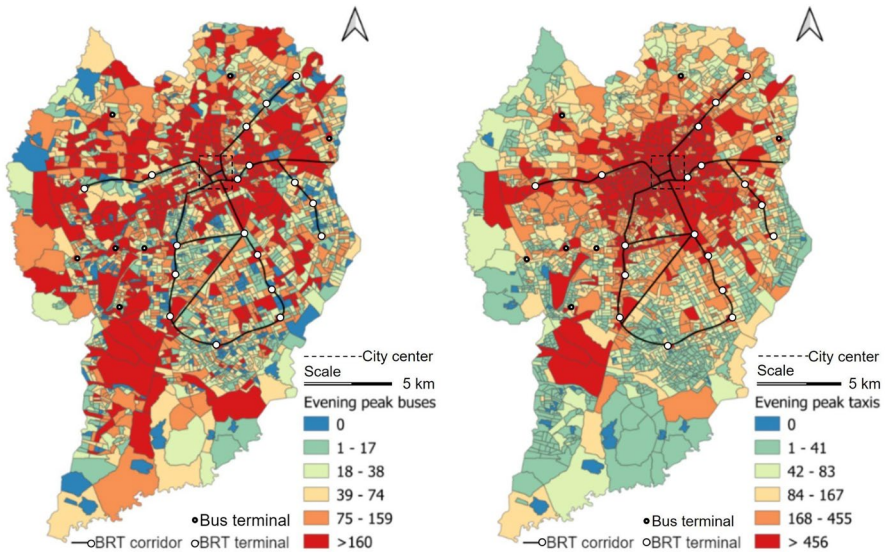 City center
Scale
5 km
Evening peak buses
0
1 - 17
18 - 38
39 - 74
75 - 159
>160
Bus terminal
BRT corridor BRT terminal
City center
Scale
5 km
Evening peak taxis
0
1 - 41
42 - 83
84 - 167
168 - 455
> 456
Bus terminal
BRT corridor BRT terminal